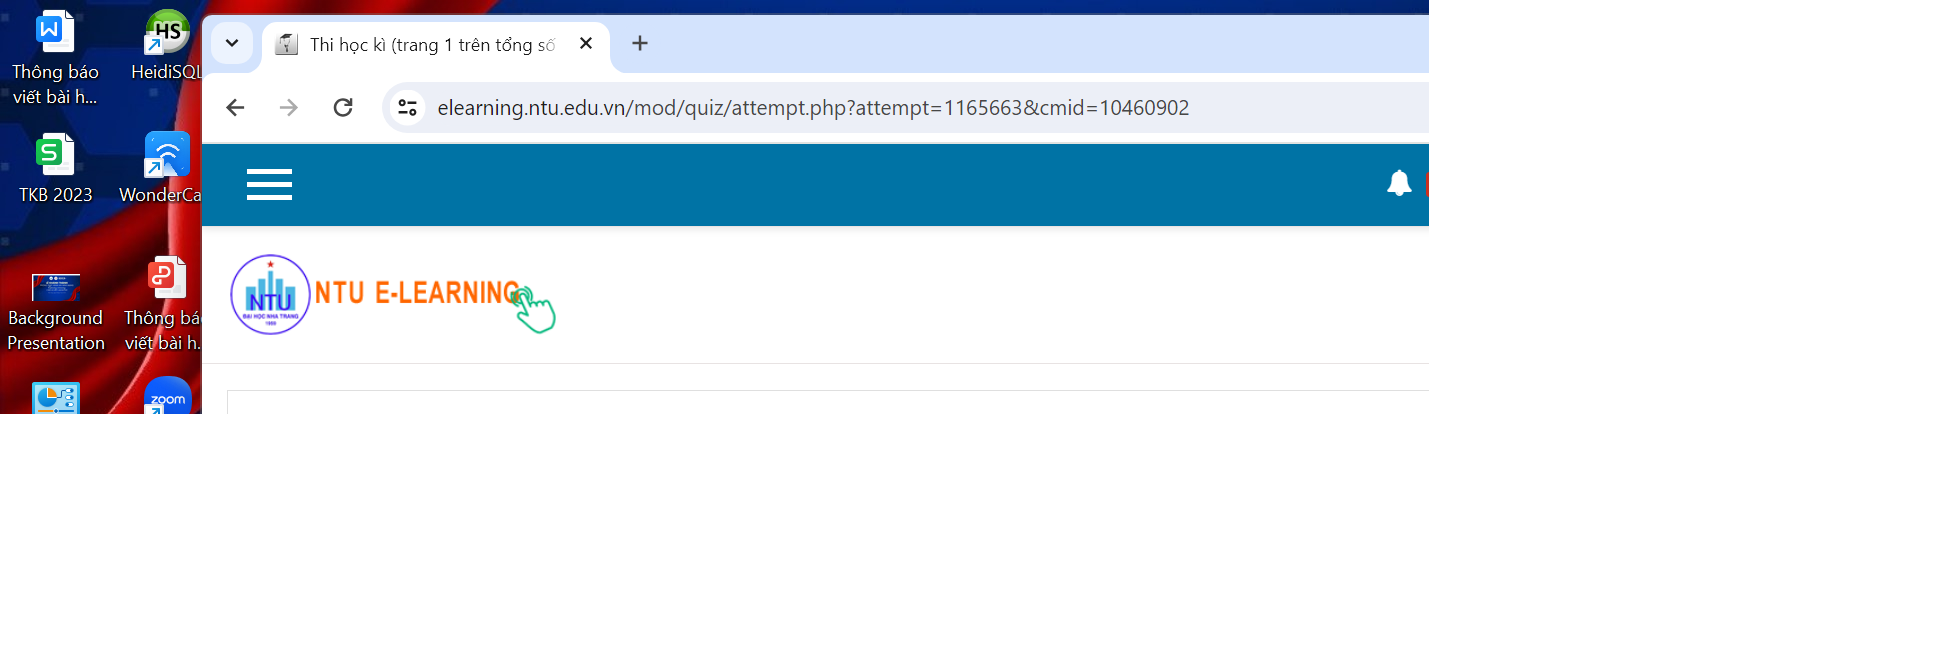 Thông báo
viết bài h...
HS
HeidiSQL
TKB 2023
WonderCa
Background
Presentation
Thông bá
viết bài h.
zoom
Thi học kì (trang 1 trên tổng số
elearning.ntu.edu.vn/mod/quiz/attempt.php?attempt=1165663&cmid=10460902
NTU
ĐẠI HỌC NHA TRANG
1959
NTU E-LEARNING